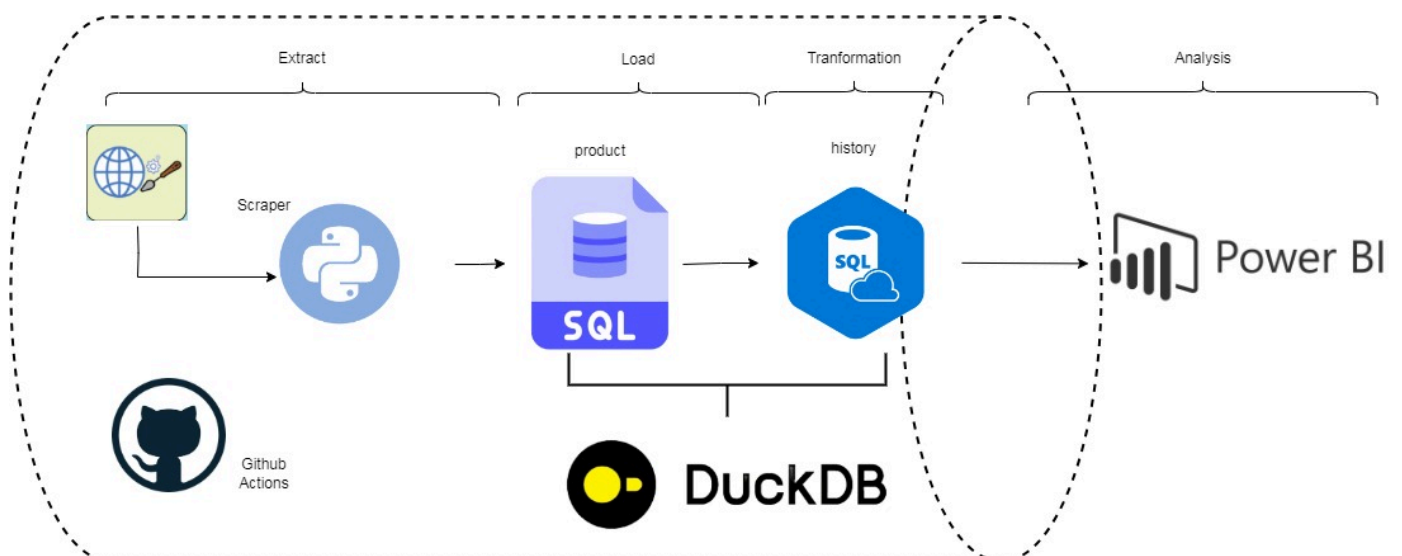 Extract
Load
Tranformation
Analysis
product
history
Scraper
SQL
SQL
Power BI
Github
Actions
DuckDB